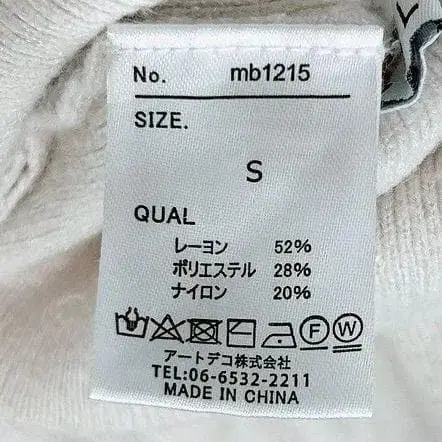 No. mb1215
SIZE.
S
QUAL
レーヨン 52%
ポリエステル 28%
ナイロン 20%
F W
アートデコ株式会社
TEL:06-6532-2211
MADE IN CHINA